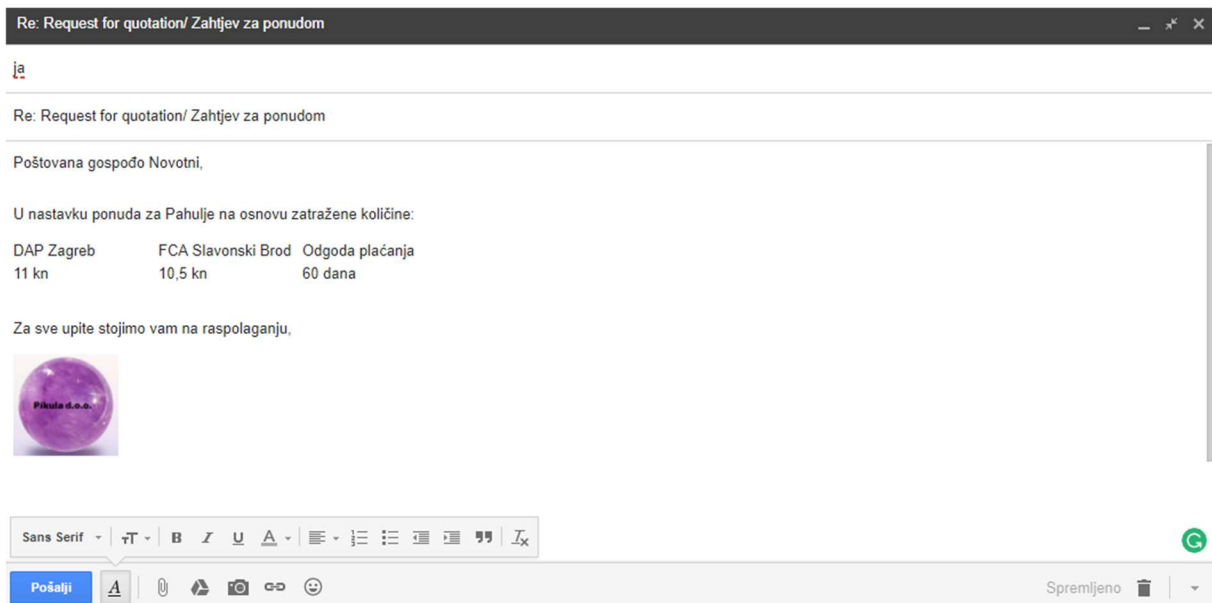 Re: Request for quotation/ Zahtjev za ponudom
ja
Re: Request for quotation/ Zahtjev za ponudom
Poštovana gospođo Novotni,
U nastavku ponuda za Pahulje na osnovu zatražene količine:
DAP Zagreb FCA Slavonski Brod Odgoda plaćanja
11 kn 10,5 kn 60 dana
Za sve upite stojimo vam na raspolaganju,
Pikula d.o.o.
Sans Serif
Pošalji
Spremljeno